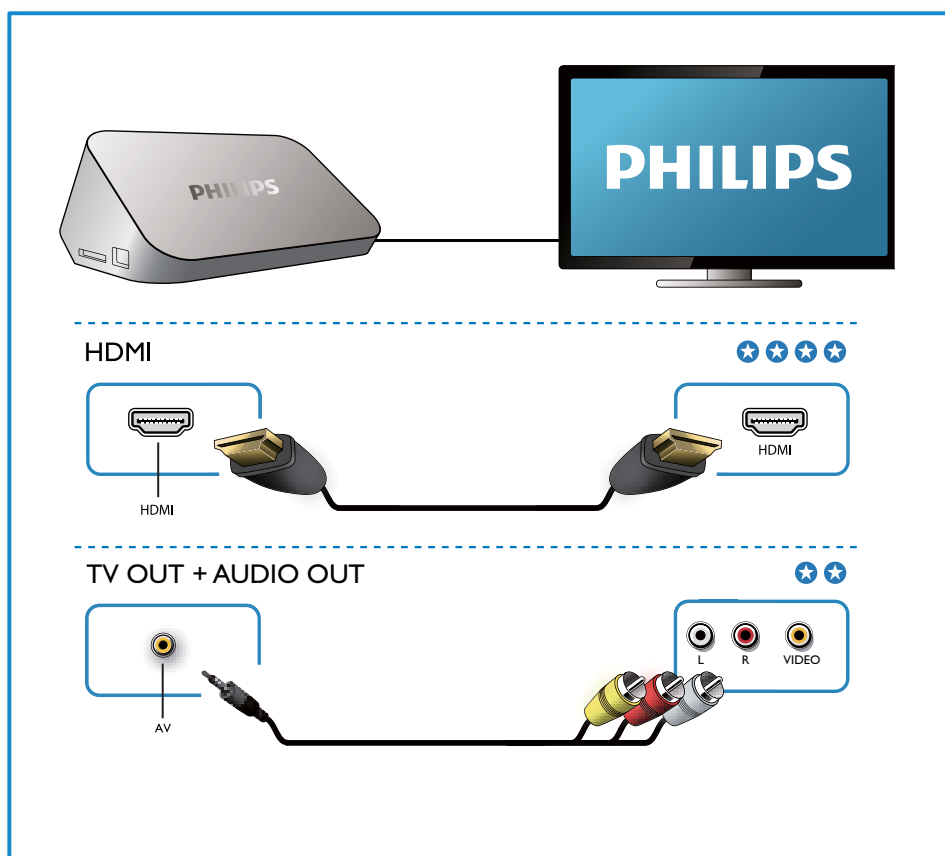 PHILIPS
PHILIPS
HDMI
HDMI
HDMI
TV OUT + AUDIO OUT
L R VIDEO
AV